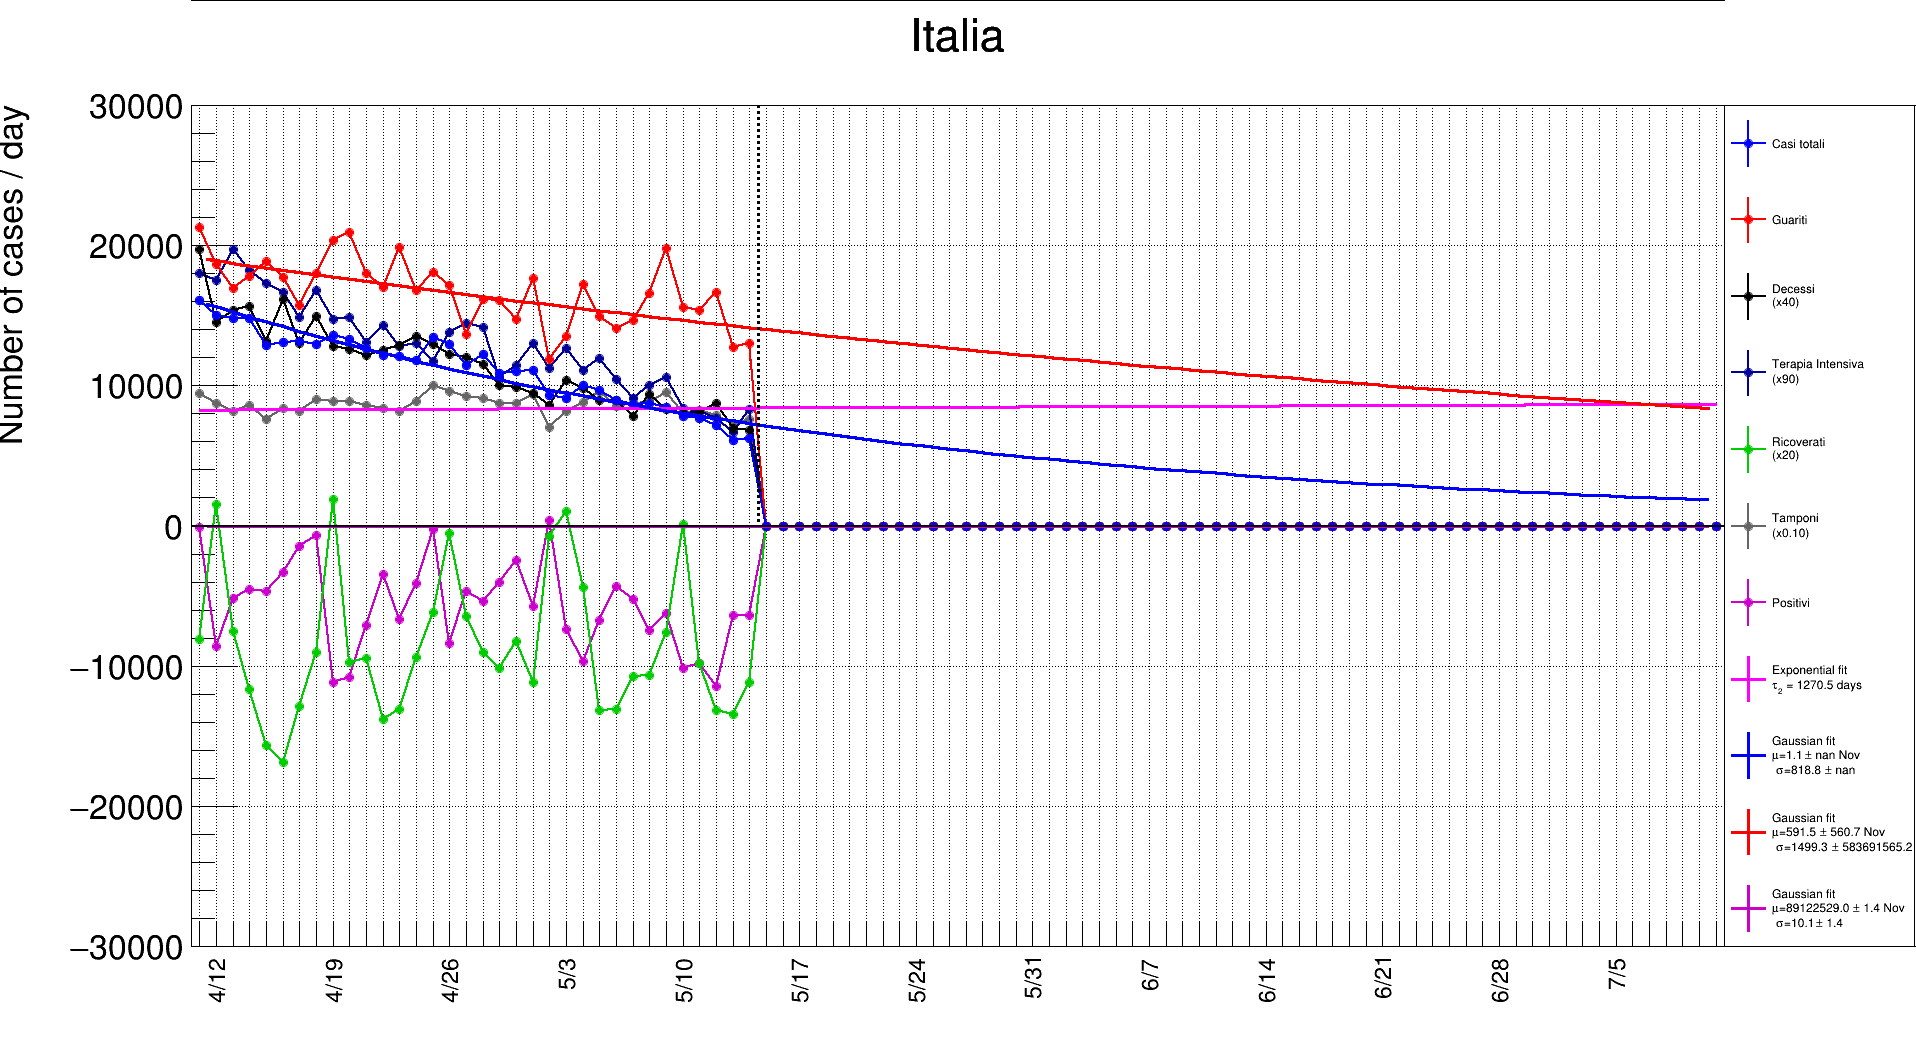 Italia
Number of cases / day
30000
20000
10000
0
−10000
−20000
−30000
4/12
4/19
4/26
5/3
5/10
5/17
5/24
5/31
6/7
6/14
6/21
6/28
7/5
Casi totali
Guariti
Decessi
(x40)
Terapia Intensiva
(x90)
Ricoverati
(x20)
Tamponi
(x0.10)
Positivi
Exponential fit
τ2 = 1270.5 days
Gaussian fit
μ=1.1 ± nan Nov
σ=818.8 ± nan
Gaussian fit
μ=591.5 ± 560.7 Nov
σ=1499.3 ± 583691565.2
Gaussian fit
μ=89122529.0 ± 1.4 Nov
σ=10.1 ± 1.4